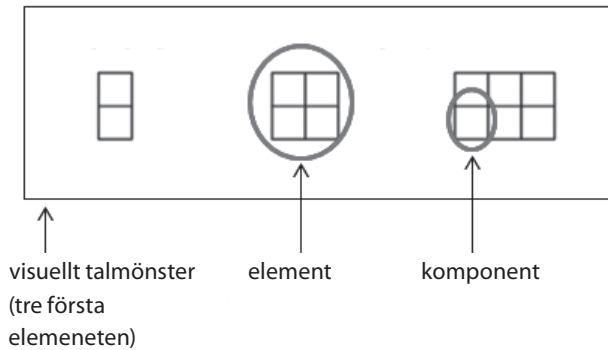 visuellt talmönster
(tre första
elemeneten)
element
komponent